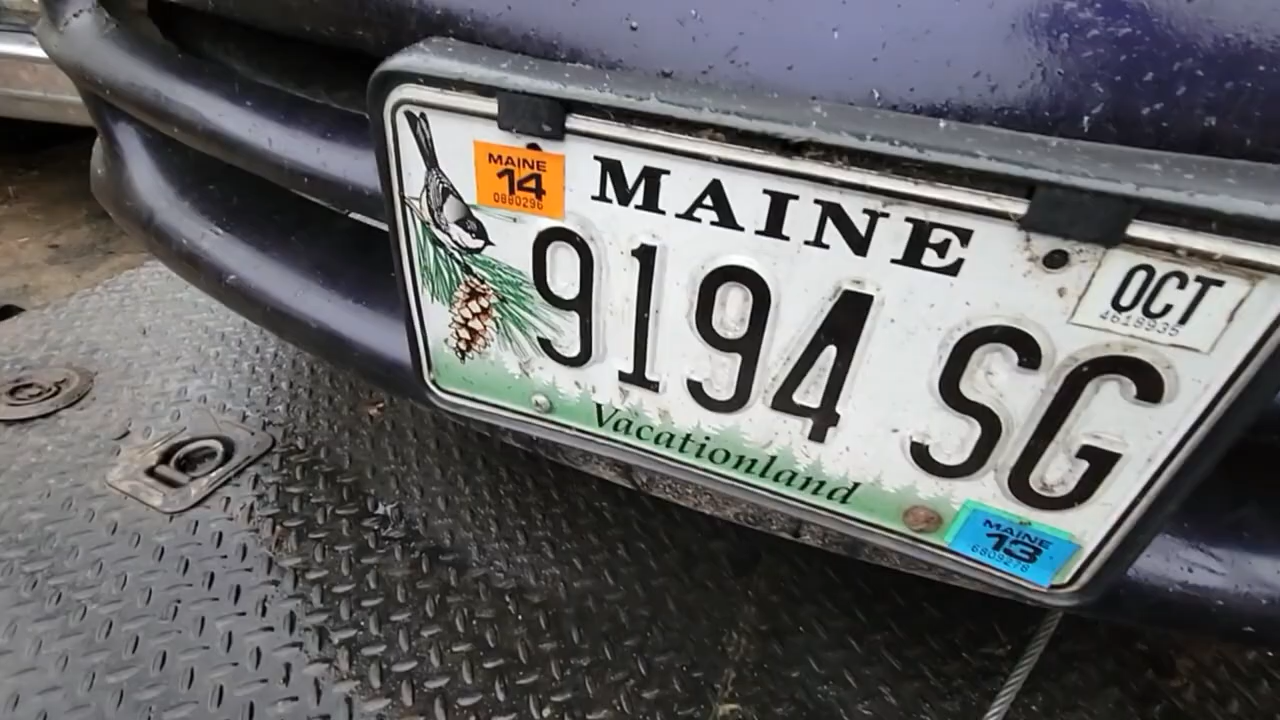 MAINE
14
0880296
MAINE
OCT
4618935
9194 SG
Vacationland
MAINE
13
6809278